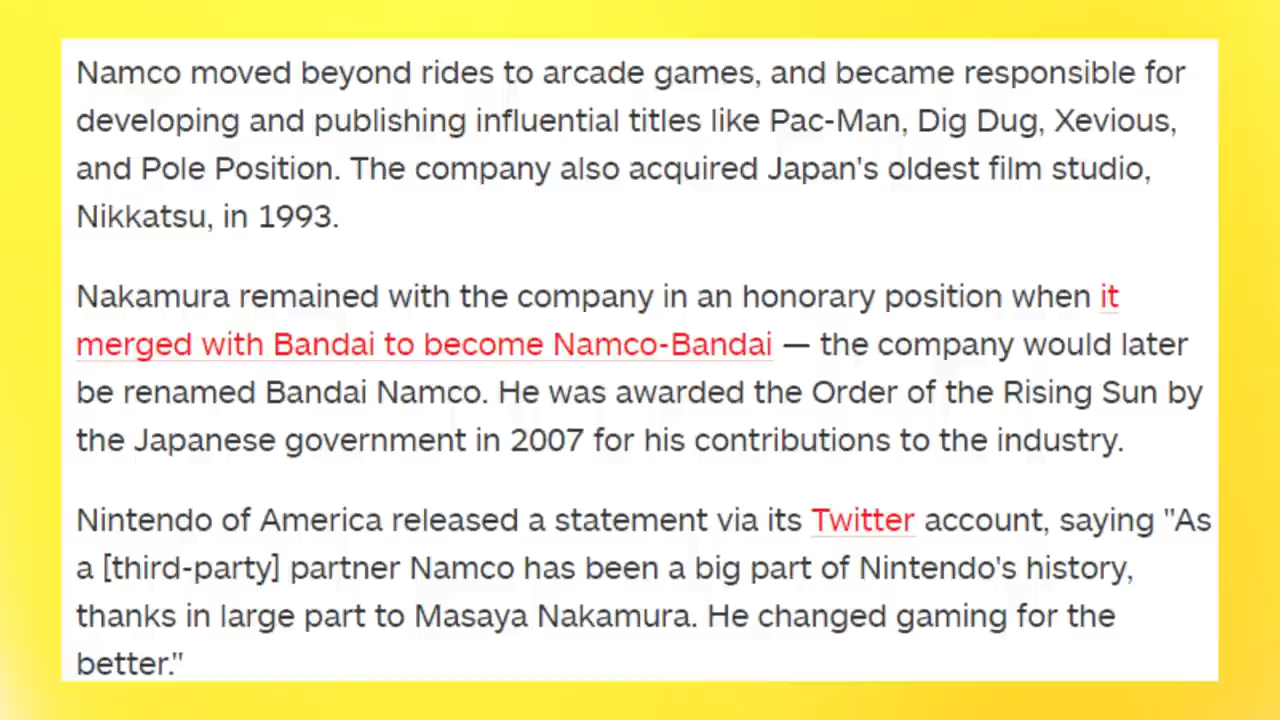 Namco moved beyond rides to arcade games, and became responsible for
developing and publishing influential titles like Pac-Man, Dig Dug, Xevious,
and Pole Position. The company also acquired Japan's oldest film studio,
Nikkatsu, in 1993.
Nakamura remained with the company in an honorary position when it
merged with Bandai to become Namco-Bandai — the company would later
be renamed Bandai Namco. He was awarded the Order of the Rising Sun by
the Japanese government in 2007 for his contributions to the industry.
Nintendo of America released a statement via its Twitter account, saying "As
a [third-party] partner Namco has been a big part of Nintendo's history,
thanks in large part to Masaya Nakamura. He changed gaming for the
better."